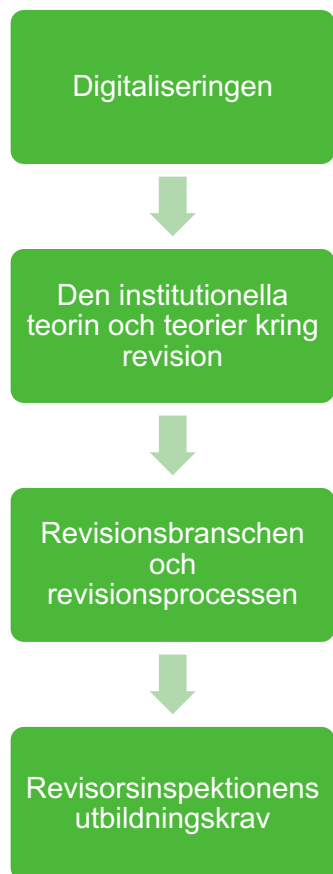 Digitaliseringen
Den institutionella
teorin och teorier kring
revision
Revisionsbranschen
och
revisionsprocessen
Revisorsinspektionens
utbildningskrav